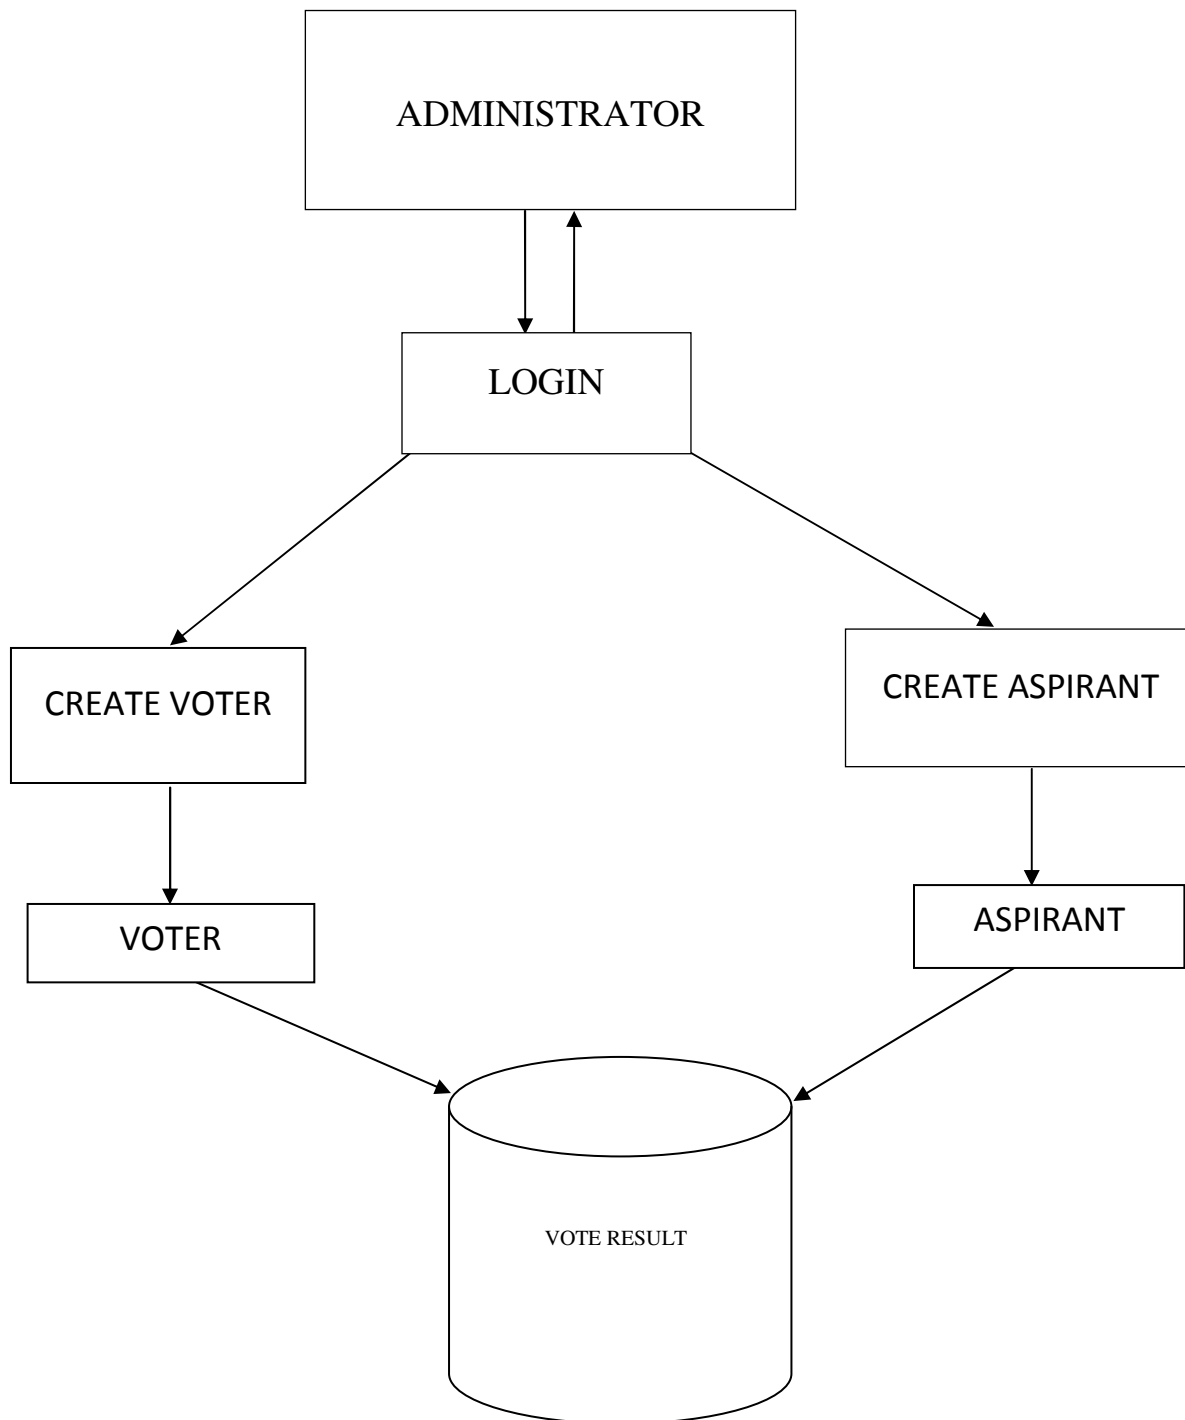 ADMINISTRATOR
LOGIN
CREATE VOTER
CREATE ASPIRANT
VOTER
ASPIRANT
VOTE RESULT